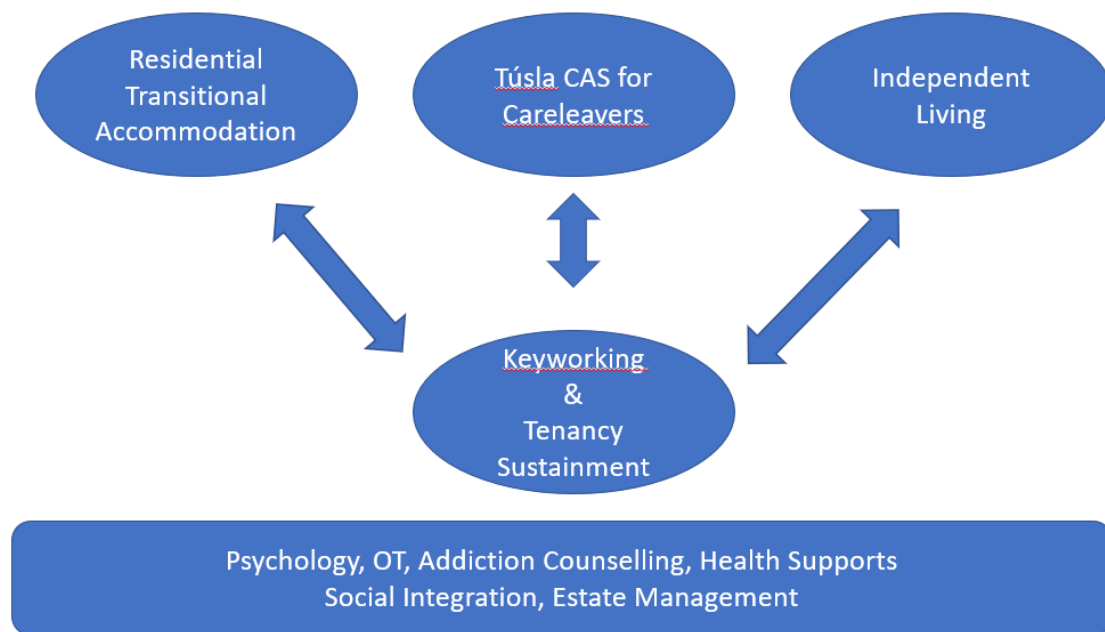 Residential
Transitional
Accommodation
Túsla CAS for
Careleavers
Independent
Living
Keyworking
&
Tenancy
Sustainment
Psychology, OT, Addiction Counselling, Health Supports
Social Integration, Estate Management